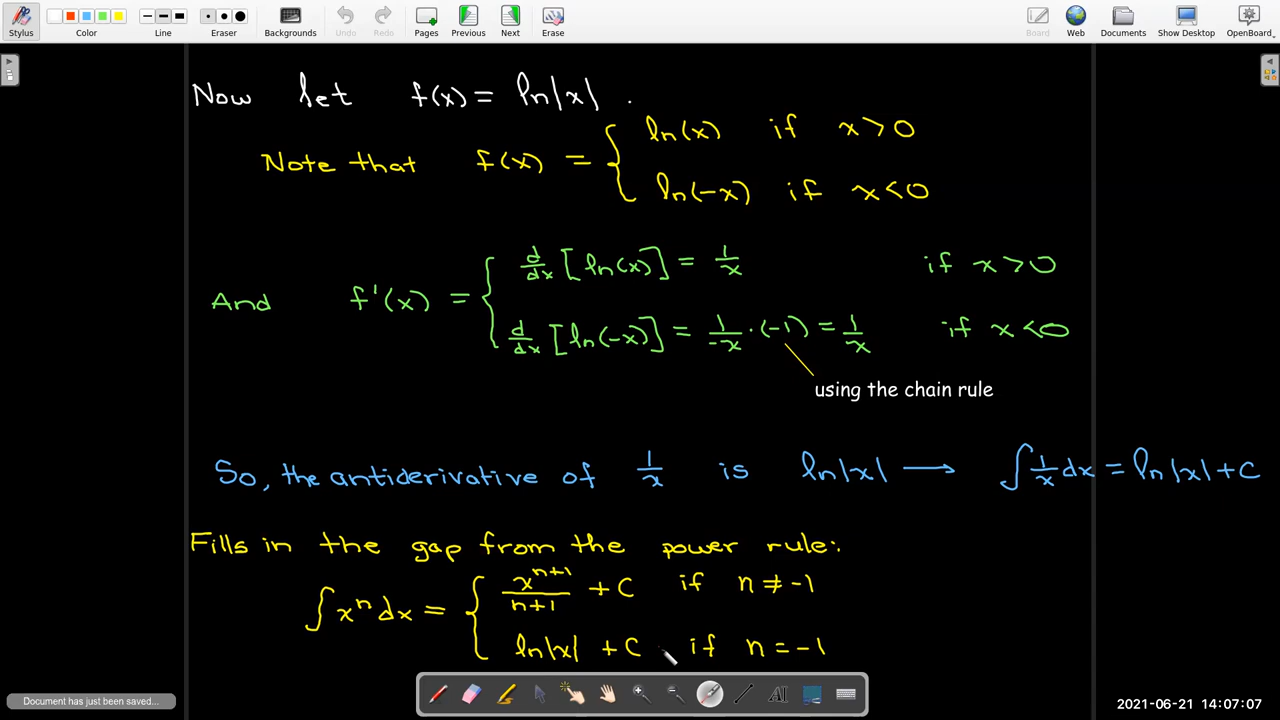 Stylus Color Line Eraser Backgrounds Undo Redo Pages Previous Next Erase Board Web Documents Show Desktop OpenBoard
Now let f(x) = ln|x| .
Note that f(x) = { ln(x) if x > 0
ln(-x) if x < 0
And f'(x) = { d/dx [ln(x)] = 1/x if x > 0
d/dx [ln(-x)] = 1/-x · (-1) = 1/x if x < 0
using the chain rule
So, the antiderivative of 1/x is ln|x| → ∫ 1/x dx = ln|x| + C
Fills in the gap from the power rule:
∫ x^n dx = { x^(n+1)/(n+1) + C if n ≠ -1
ln|x| + C if n = -1
Document has just been saved...
2021-06-21 14:07:07